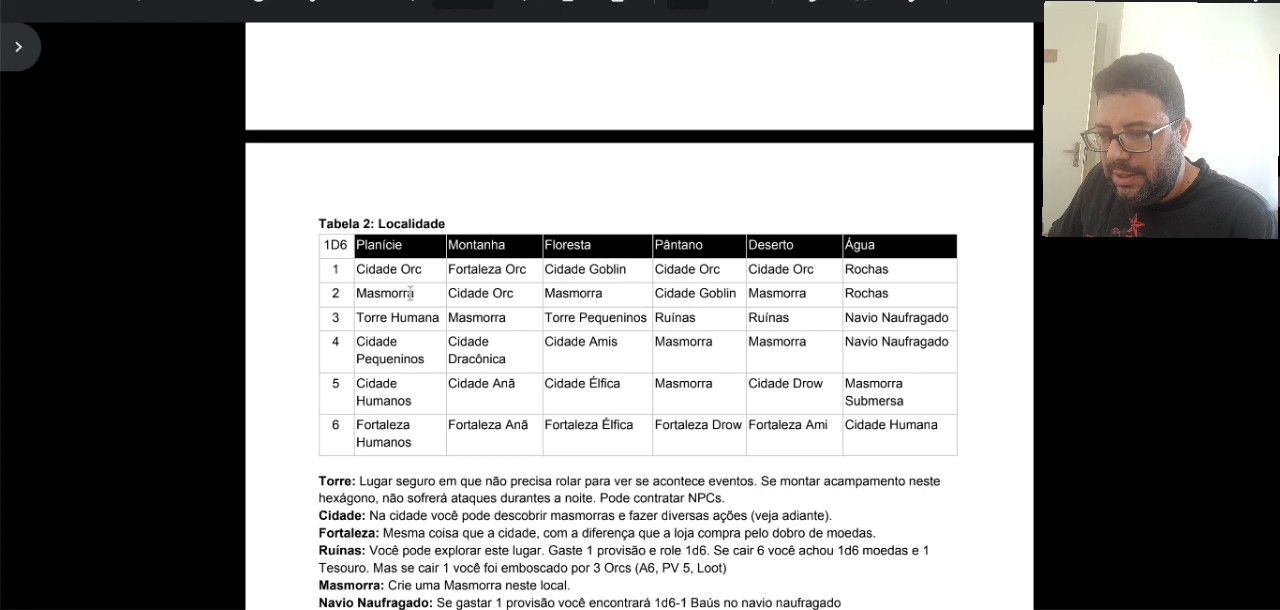 Tabela 2: Localidade
1D6 Planície Montanha Floresta Pântano Deserto Água
1 Cidade Orc Fortaleza Orc Cidade Goblin Cidade Orc Cidade Orc Rochas
2 Masmorra Cidade Orc Masmorra Cidade Goblin Masmorra Rochas
3 Torre Humana Masmorra Torre Pequeninos Ruínas Ruínas Navio Naufragado
4 Cidade Pequeninos Cidade Dracônica Cidade Amis Masmorra Masmorra Navio Naufragado
5 Cidade Humanos Cidade Anã Cidade Élfica Masmorra Cidade Drow Masmorra Submersa
6 Fortaleza Humanos Fortaleza Anã Fortaleza Élfica Fortaleza Drow Fortaleza Ami Cidade Humana
Torre: Lugar seguro em que não precisa rolar para ver se acontece eventos. Se montar acampamento neste
hexágono, não sofrerá ataques durantes a noite. Pode contratar NPCs.
Cidade: Na cidade você pode descobrir masmorras e fazer diversas ações (veja adiante).
Fortaleza: Mesma coisa que a cidade, com a diferença que a loja compra pelo dobro de moedas.
Ruínas: Você pode explorar este lugar. Gaste 1 provisão e role 1d6. Se cair 6 você achou 1d6 moedas e 1
Tesouro. Mas se cair 1 você foi emboscado por 3 Orcs (A6, PV 5, Loot)
Masmorra: Crie uma Masmorra neste local.
Navio Naufragado: Se gastar 1 provisão você encontrará 1d6-1 Baús no navio naufragado